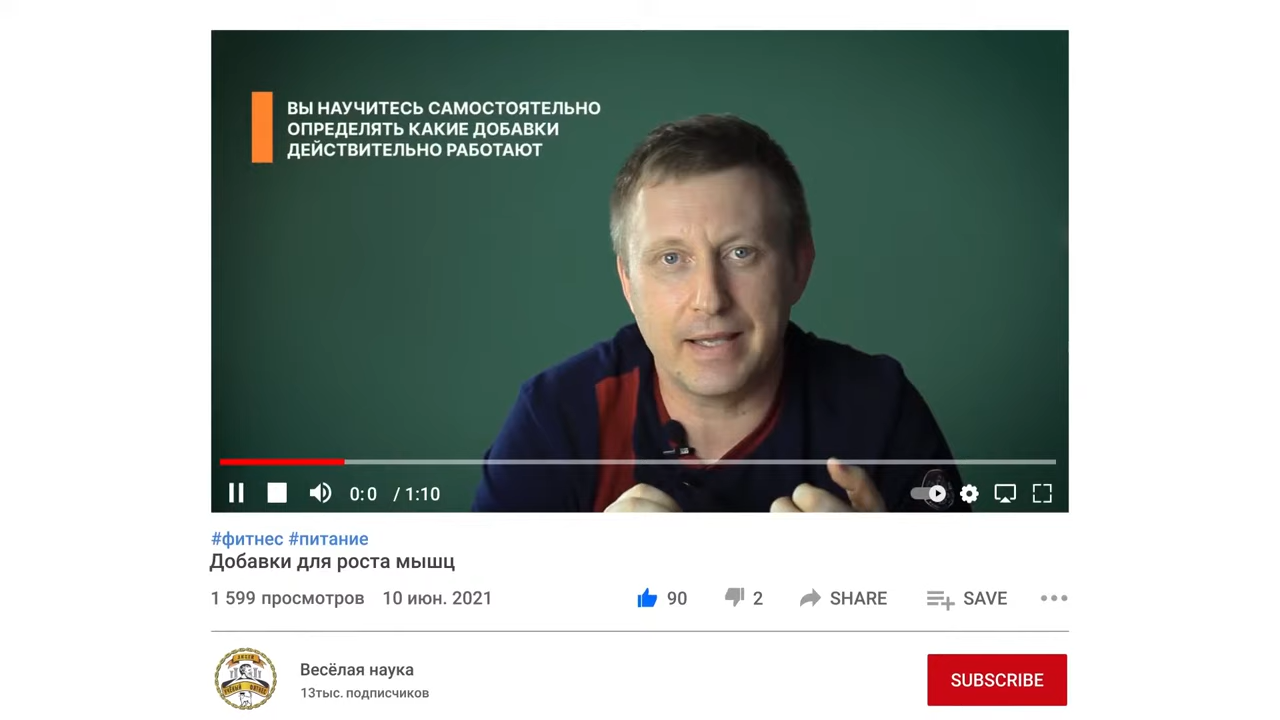 ВЫ НАУЧИТЕСЬ САМОСТОЯТЕЛЬНО
ОПРЕДЕЛЯТЬ КАКИЕ ДОБАВКИ
ДЕЙСТВИТЕЛЬНО РАБОТАЮТ
0:0 / 1:10
#фитнес #питание
Добавки для роста мышц
1 599 просмотров 10 июн. 2021 90 2 SHARE SAVE
Весёлая наука
13тыс. подписчиков
SUBSCRIBE